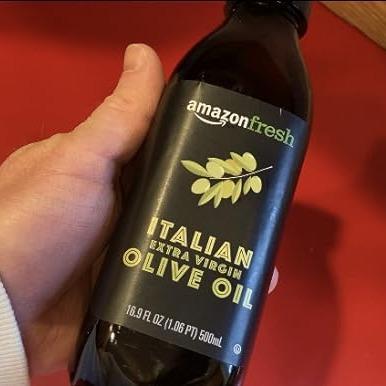 amazonfresh
ITALIAN
EXTRA VIRGIN
OLIVE OIL
16.9 FL OZ (1.06 PT) 500mL